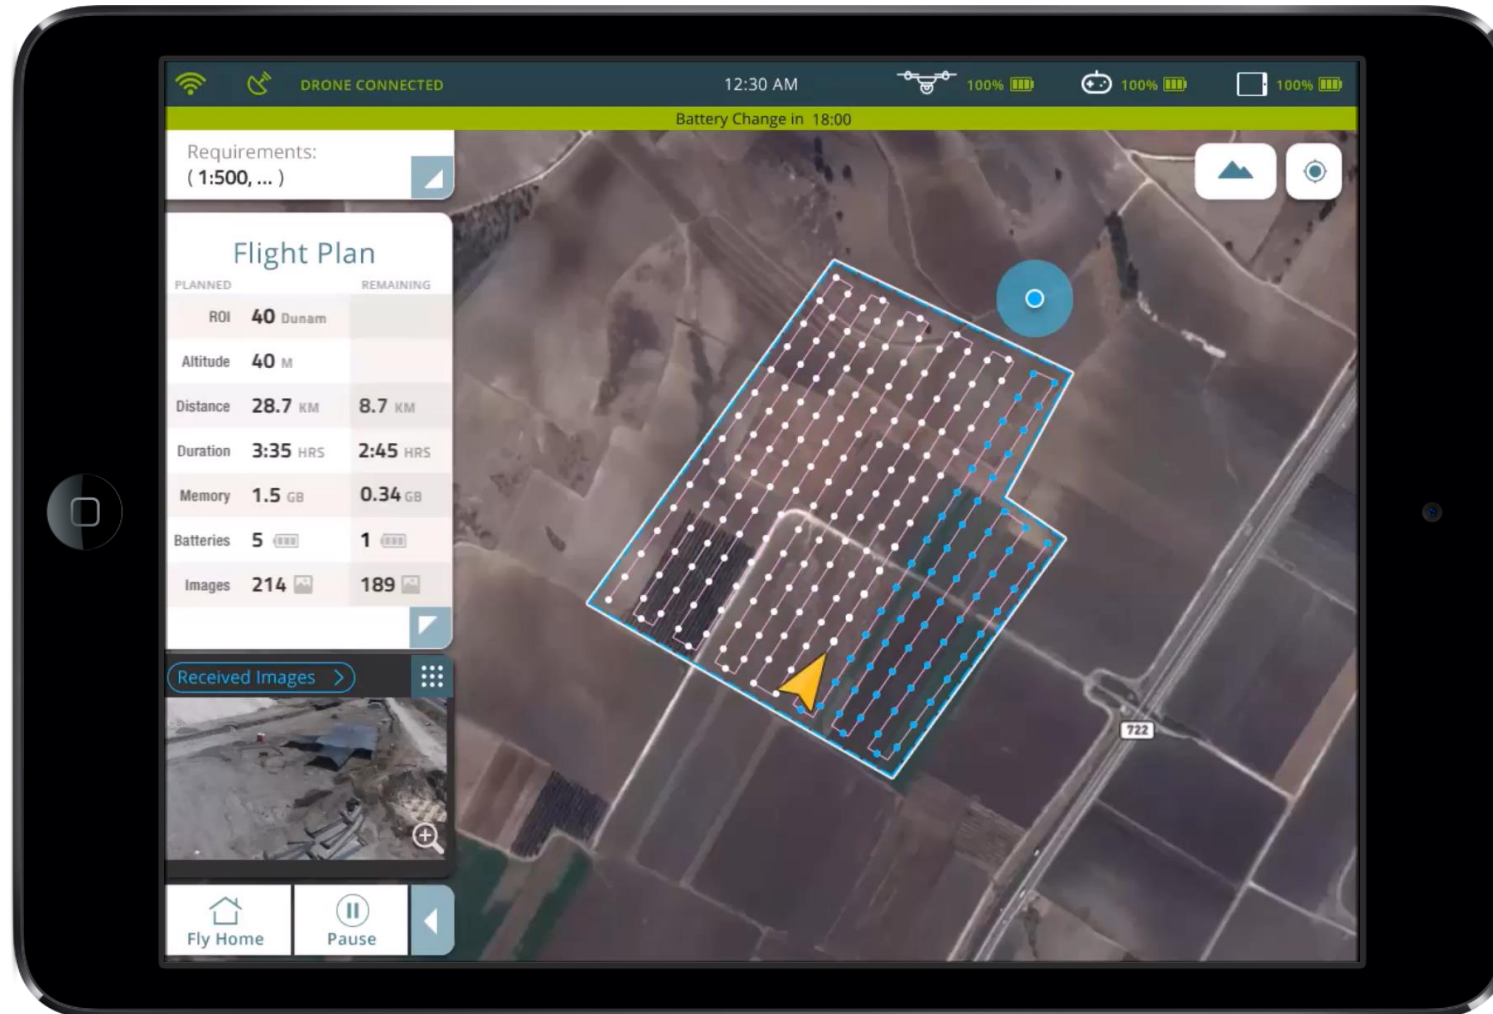 DRONE CONNECTED
12:30 AM
100%
100%
100%
Battery Change in 18:00
Requirements:
( 1:500, ... )
Flight Plan
PLANNED REMAINING
ROI 40 Dunam
Altitude 40 M
Distance 28.7 KM 8.7 KM
Duration 3:35 HRS 2:45 HRS
Memory 1.5 GB 0.34 GB
Batteries 5 1
Images 214 189
Received Images >
722
Fly Home
Pause